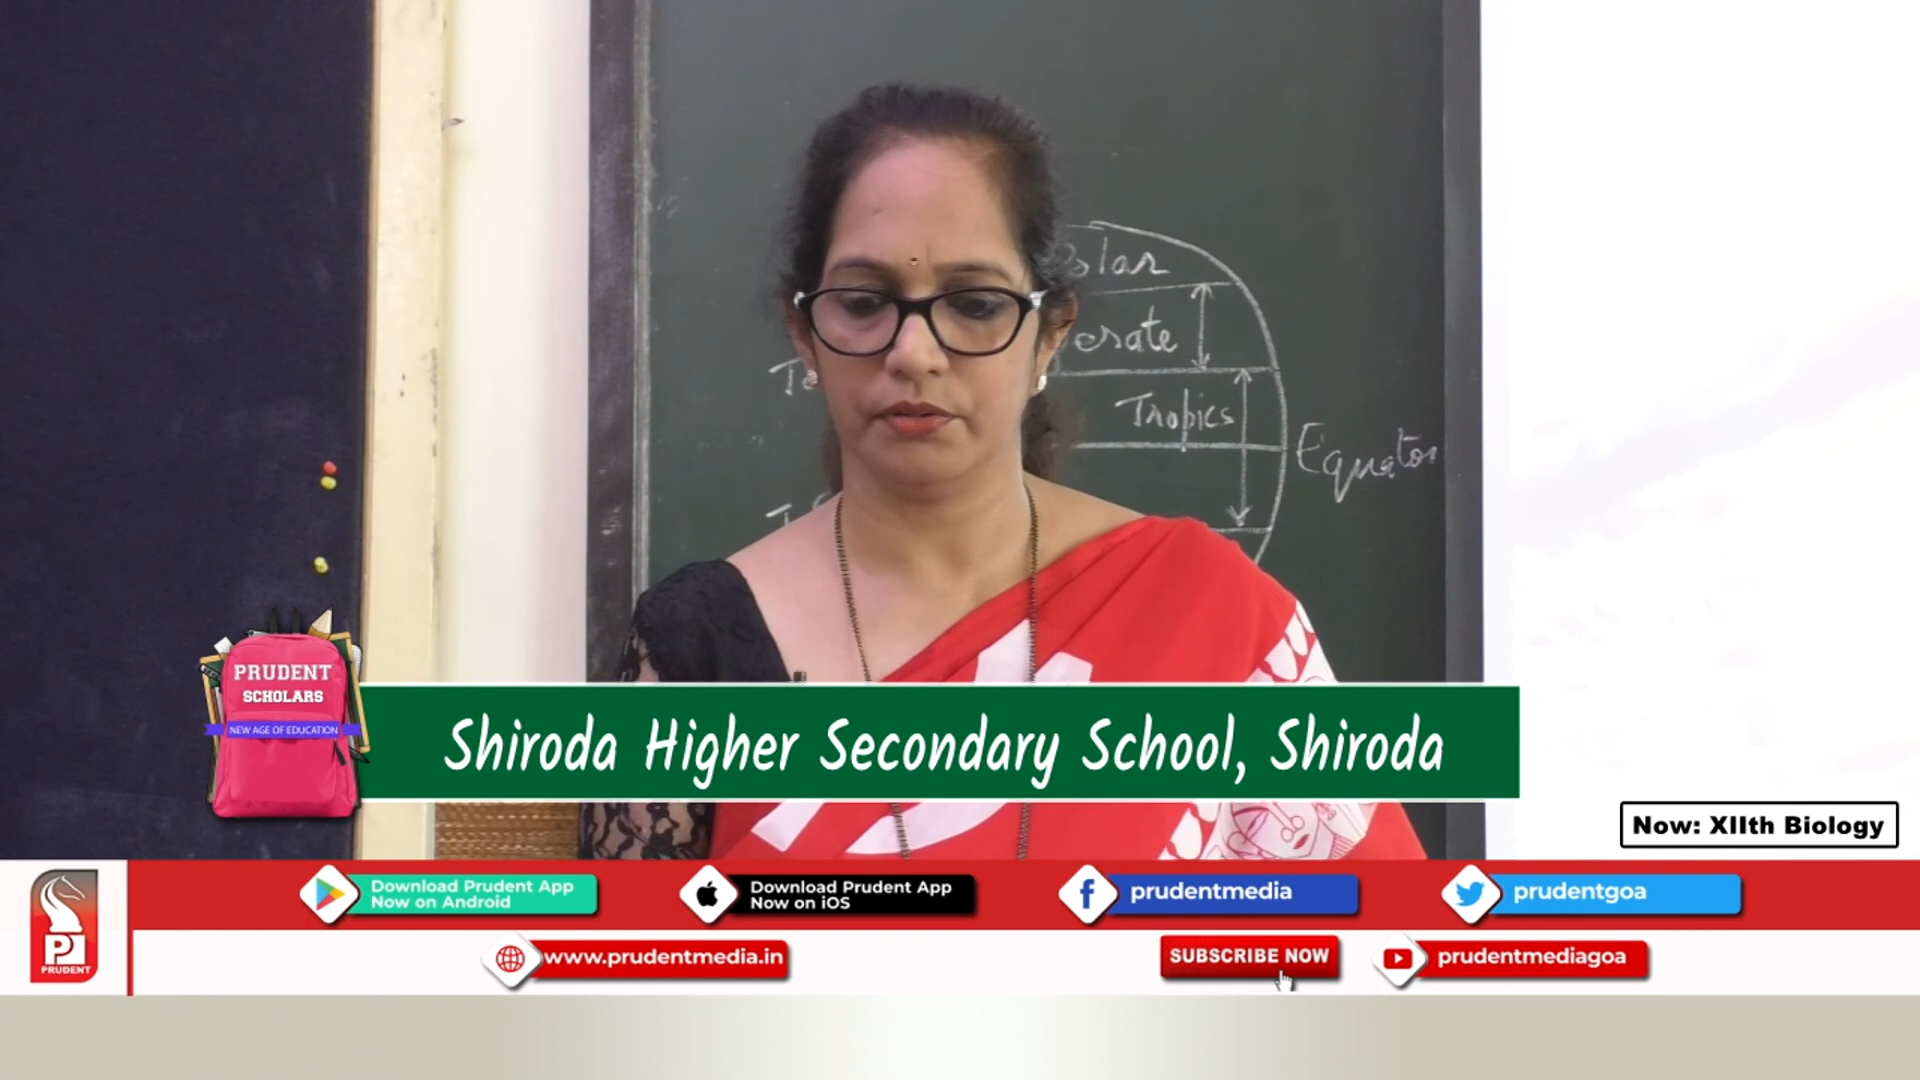 Polar
Tropics
Equator
PRUDENT
SCHOLARS
NEW AGE OF EDUCATION
Shiroda Higher Secondary School, Shiroda
Now: XIIth Biology
Download Prudent App
Now on Android
Download Prudent App
Now on iOS
prudentmedia
prudentgoa
PRUDENT
www.prudentmedia.in
SUBSCRIBE NOW
prudentmediagoa